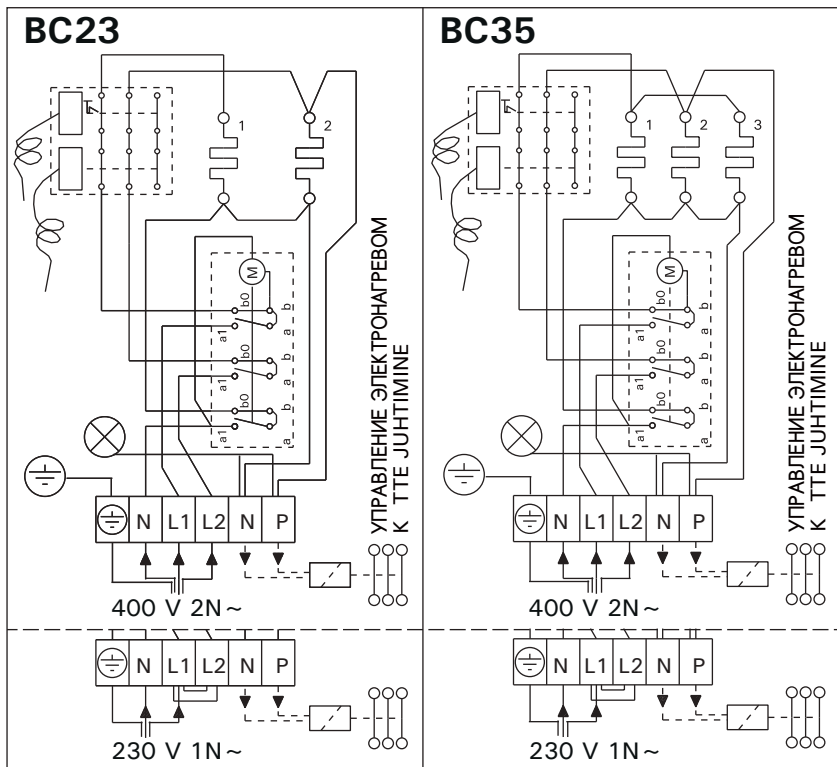 BC23
1 2
M
b0 b
a1 a
b0 b
a1 a
b0 b
a1 a
УПРАВЛЕНИЕ ЭЛЕКТРОНАГРЕВОМ
K TTE JUHTIMINE
N L1 L2 N P
400 V 2N ~
N L1 L2 N P
230 V 1N ~
BC35
1 2 3
M
b0 b
a1 a
b0 b
a1 a
b0 b
a1 a
УПРАВЛЕНИЕ ЭЛЕКТРОНАГРЕВОМ
K TTE JUHTIMINE
N L1 L2 N P
400 V 2N ~
N L1 L2 N P
230 V 1N ~